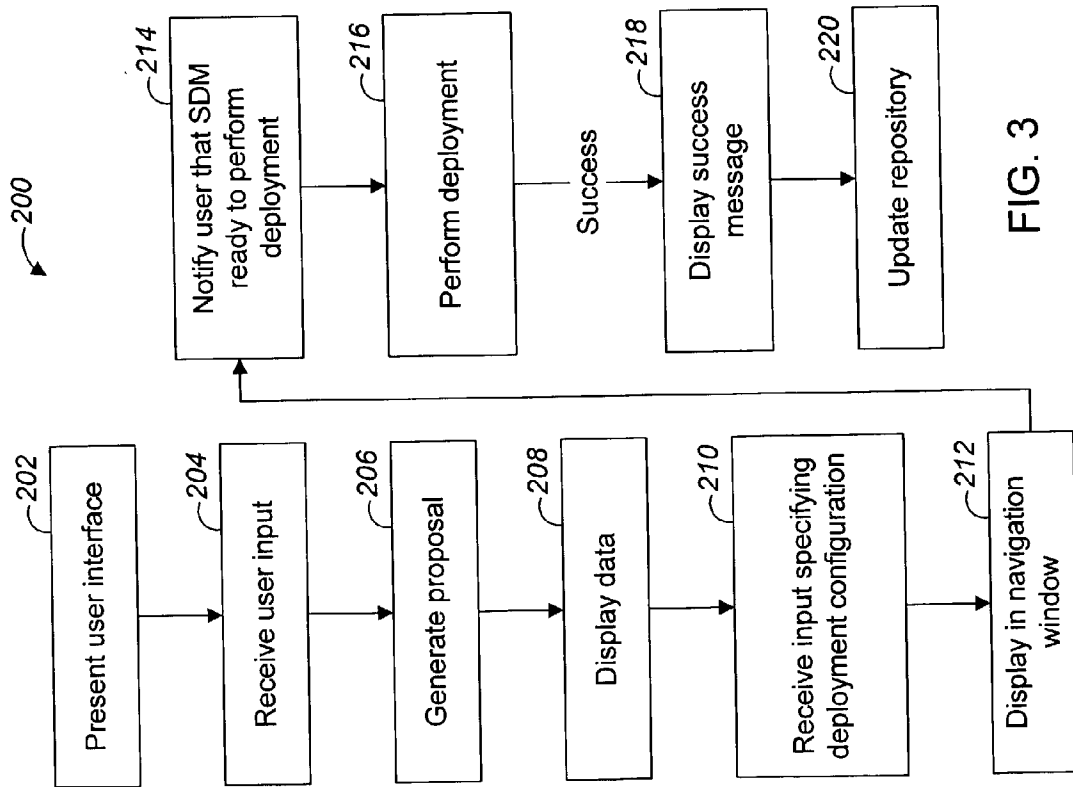 200
202
Present user interface
204
Receive user input
206
Generate proposal
208
Display data
210
Receive input specifying
deployment configuration
212
Display in navigation
window
214
Notify user that SDM
ready to perform
deployment
216
Perform deployment
Success
218
Display success
message
220
Update repository
FIG. 3